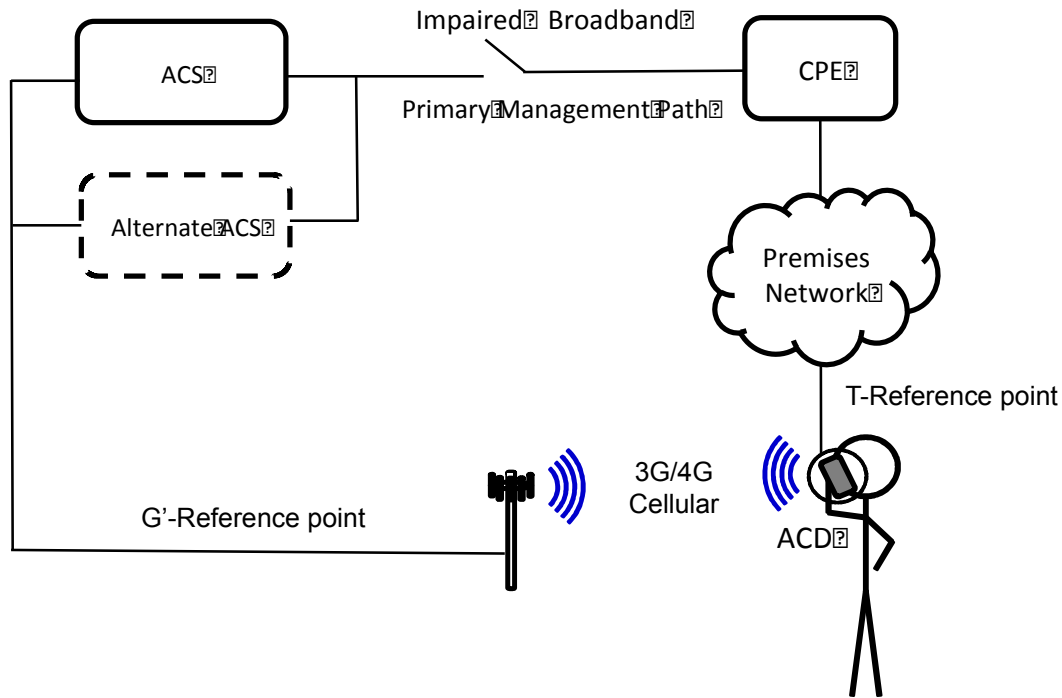 Impaired⍰ Broadband⍰
ACS⍰
CPE⍰
Primary⍰Management⍰Path⍰
Alternate⍰ACS⍰
Premises
Network⍰
T-Reference point
3G/4G
Cellular
G’-Reference point
ACD⍰